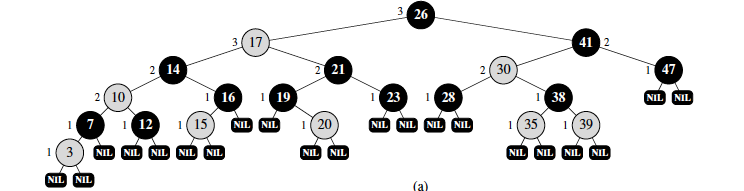 3 26
3 17 41 2
2 14 2 21 2 30 1 47
2 10 1 16 1 19 1 23 1 28 1 38 NIL NIL
1 7 1 12 1 15 NIL NIL 1 20 NIL NIL NIL NIL 1 35 1 39
1 3 NIL NIL NIL NIL NIL NIL NIL NIL NIL NIL NIL
NIL NIL
(a)